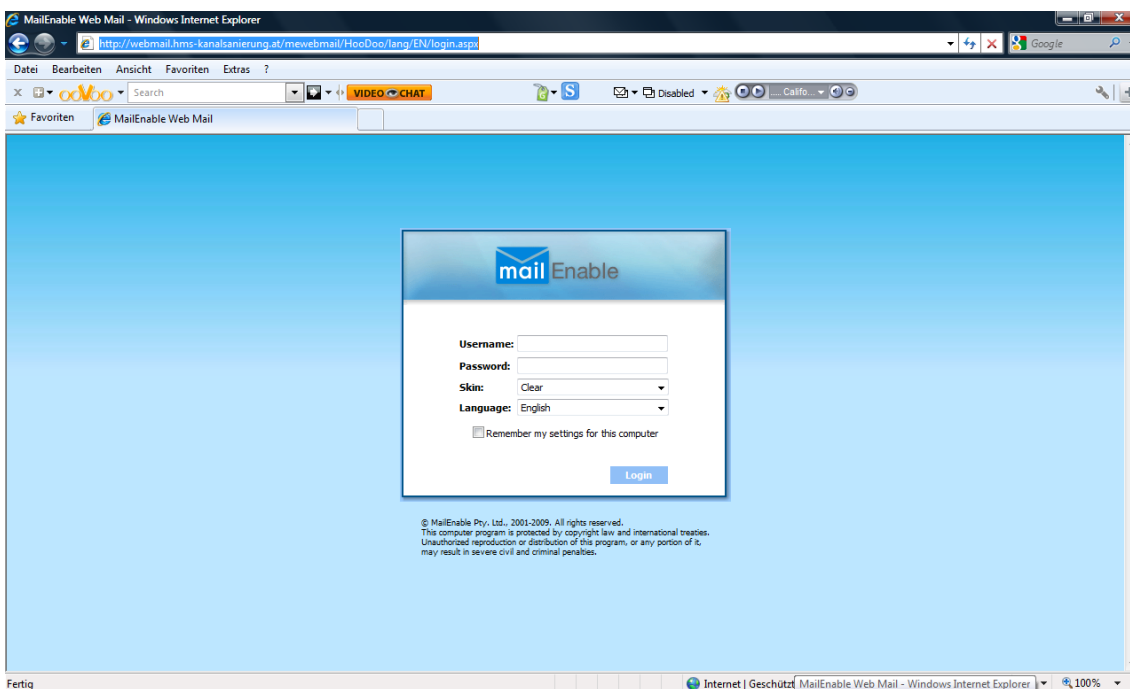 MailEnable Web Mail - Windows Internet Explorer
http://webmail.hms-kanalsanierung.at/mewebmail/HooDoo/lang/EN/login.aspx
Google
Datei Bearbeiten Ansicht Favoriten Extras ?
x ooVoo Search VIDEO CHAT S Disabled .... Califo...
Favoriten MailEnable Web Mail
mail Enable
Username:
Password:
Skin: Clear
Language: English
Remember my settings for this computer
Login
© MailEnable Pty. Ltd., 2001-2009. All rights reserved.
This computer program is protected by copyright law and international treaties.
Unauthorized reproduction or distribution of this program, or any portion of it,
may result in severe civil and criminal penalties.
Fertig Internet | Geschützt MailEnable Web Mail - Windows Internet Explorer 100%